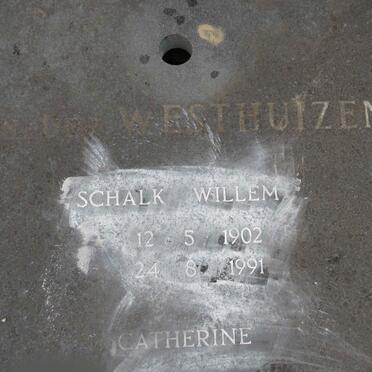 v.d. WESTHUIZEN
SCHALK WILLEM
12 5 1902
24 8 1991
CATHERINE